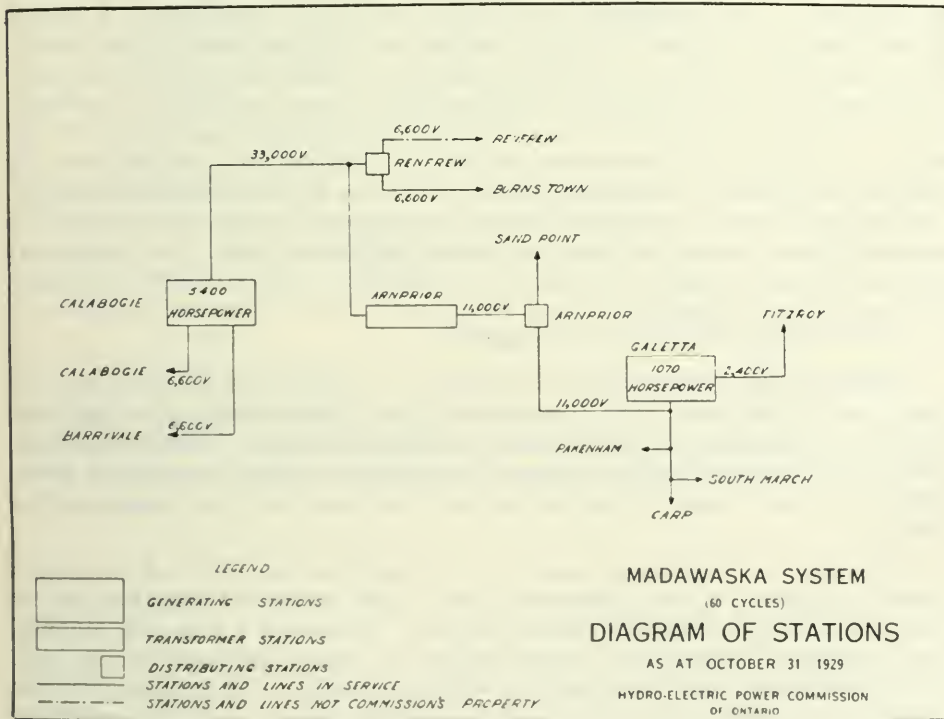 6,600V
RENFREW
33,000V
RENFREW
6,600V
BURNS TOWN
SAND POINT
5400
HORSEPOWER
CALABOGIE
ARNPRIOR
11,000V
ARNPRIOR
FITZROY
GALETTA
1070
HORSEPOWER
2,400V
CALABOGIE
6,600V
11,000V
BARRYVALE
6,600V
PAKENHAM
SOUTH MARCH
CARP
LEGEND
GENERATING STATIONS
TRANSFORMER STATIONS
DISTRIBUTING STATIONS
STATIONS AND LINES IN SERVICE
STATIONS AND LINES NOT COMMISSION'S PROPERTY
MADAWASKA SYSTEM
(60 CYCLES)
DIAGRAM OF STATIONS
AS AT OCTOBER 31 1929
HYDRO-ELECTRIC POWER COMMISSION
OF ONTARIO